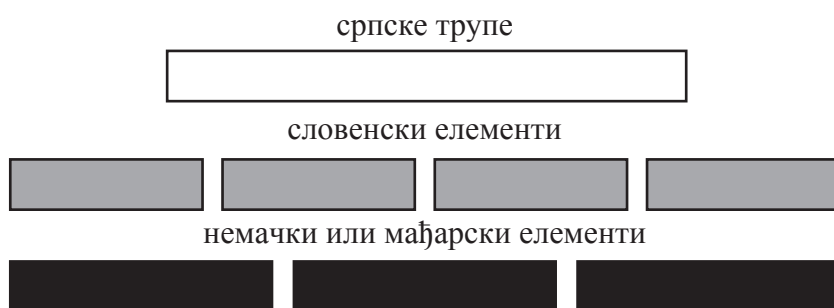 српске трупе
словенски елементи
немачки или мађарски елементи